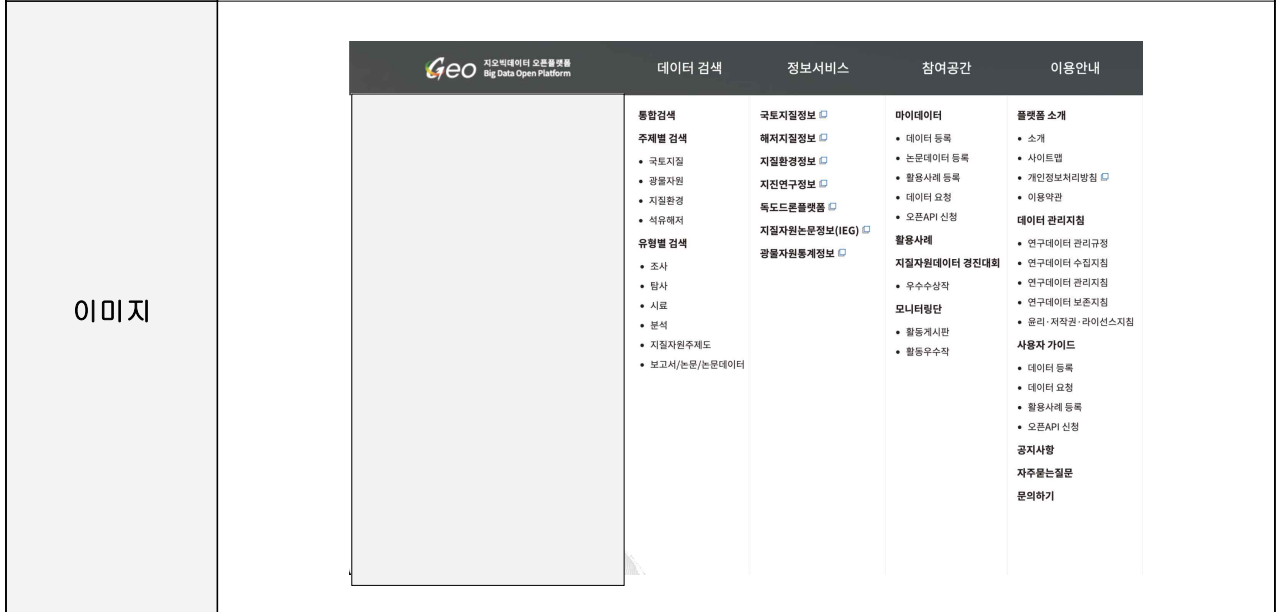 이미지
Geo 지오빅데이터 오픈플랫폼
Big Data Open Platform
데이터 검색
정보서비스
참여공간
이용안내
통합검색
주제별 검색
• 국토지질
• 광물자원
• 지질환경
• 석유해저
유형별 검색
• 조사
• 탐사
• 시료
• 분석
• 지질자원주제도
• 보고서/논문/논문데이터
국토지질정보
해저지질정보
지질환경정보
지진연구정보
독도드론플랫폼
지질자원논문정보(IEG)
광물자원통계정보
마이데이터
• 데이터 등록
• 논문데이터 등록
• 활용사례 등록
• 데이터 요청
• 오픈API 신청
활용사례
지질자원데이터 경진대회
• 우수수상작
모니터링단
• 활동게시판
• 활동우수작
플랫폼 소개
• 소개
• 사이트맵
• 개인정보처리방침
• 이용약관
데이터 관리지침
• 연구데이터 관리규정
• 연구데이터 수집지침
• 연구데이터 관리지침
• 연구데이터 보존지침
• 윤리·저작권·라이선스지침
사용자 가이드
• 데이터 등록
• 데이터 요청
• 활용사례 등록
• 오픈API 신청
공지사항
자주묻는질문
문의하기